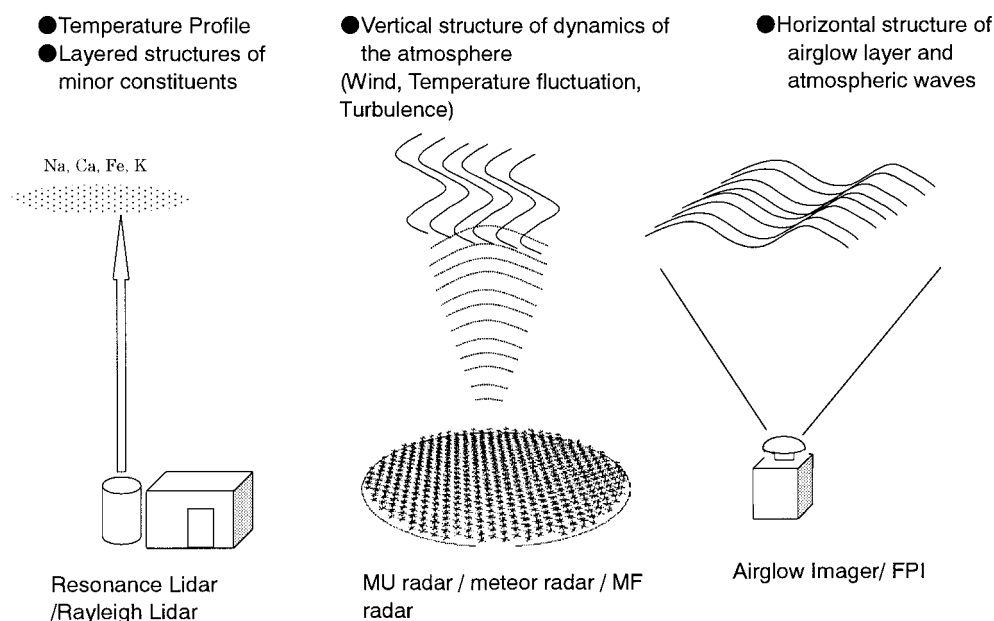 ●Temperature Profile
●Layered structures of
minor constituents
●Vertical structure of dynamics of
the atmosphere
(Wind, Temperature fluctuation,
Turbulence)
●Horizontal structure of
airglow layer and
atmospheric waves
Na, Ca, Fe, K
Resonance Lidar
/Rayleigh Lidar
MU radar / meteor radar / MF
radar
Airglow Imager/ FPI